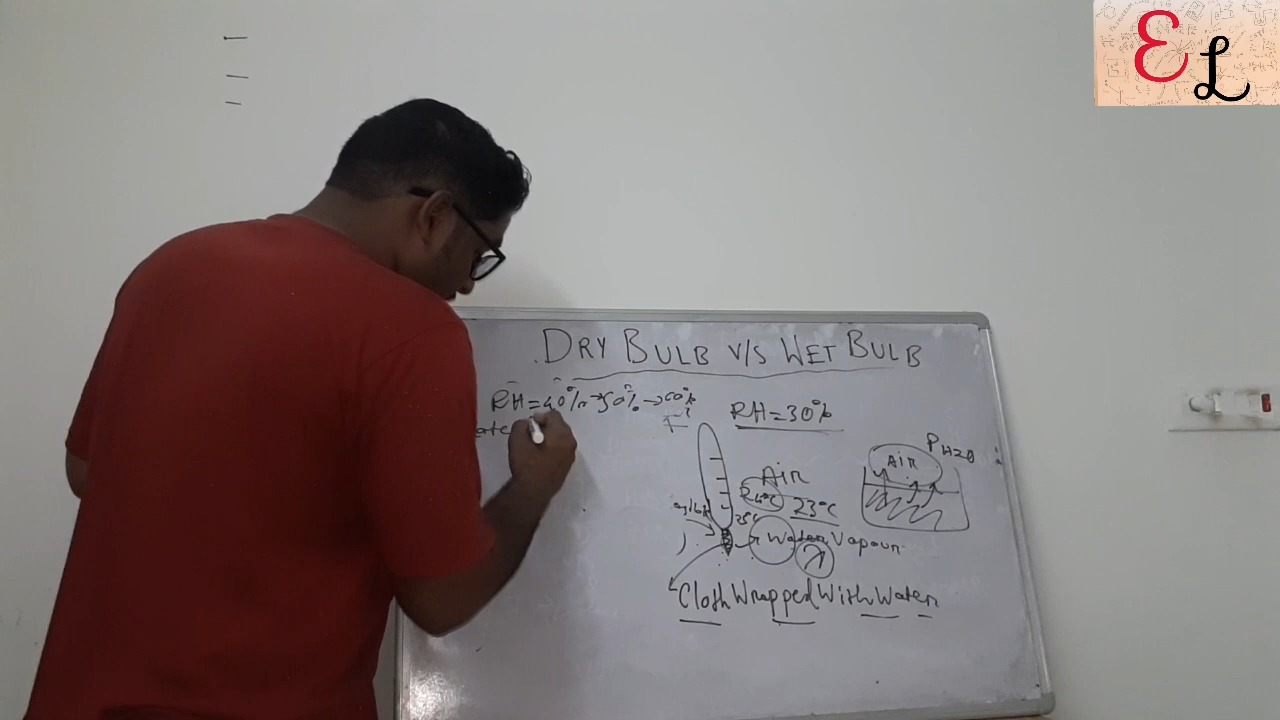 EL
DRY BULB V/S WET BULB
RH=40%→50%→60%
RH=30%
PH2O
AIR
Air
24°C 23°C
25°C
Water Vapour
λ
Cloth Wrapped With Water